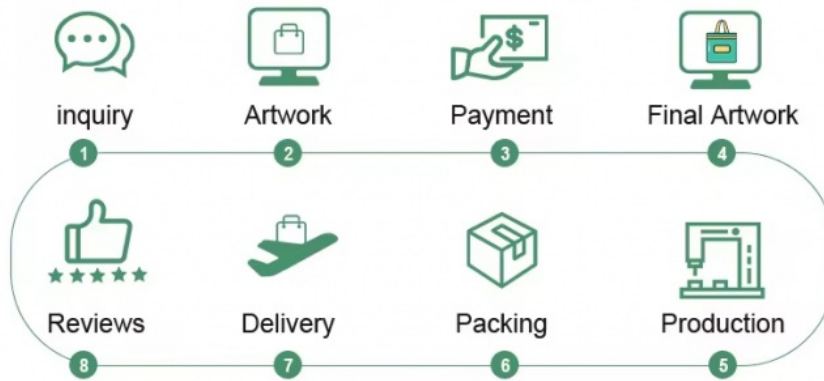 inquiry
Artwork
Payment
Final Artwork
1
2
3
4
$
Reviews
Delivery
Packing
Production
8
7
6
5